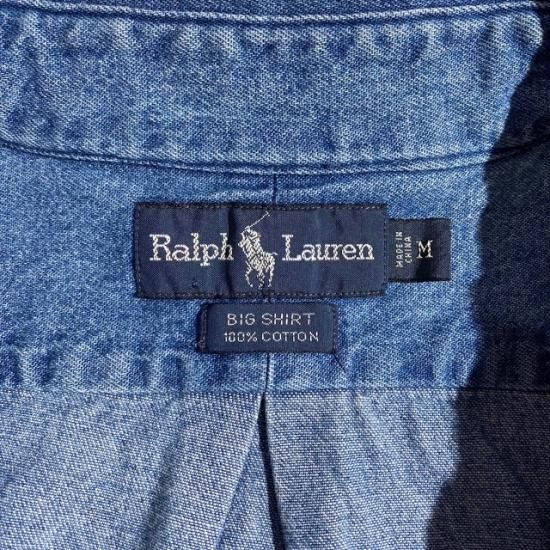 Ralph Lauren
MADE IN
CHINA
M
BIG SHIRT
100% COTTON